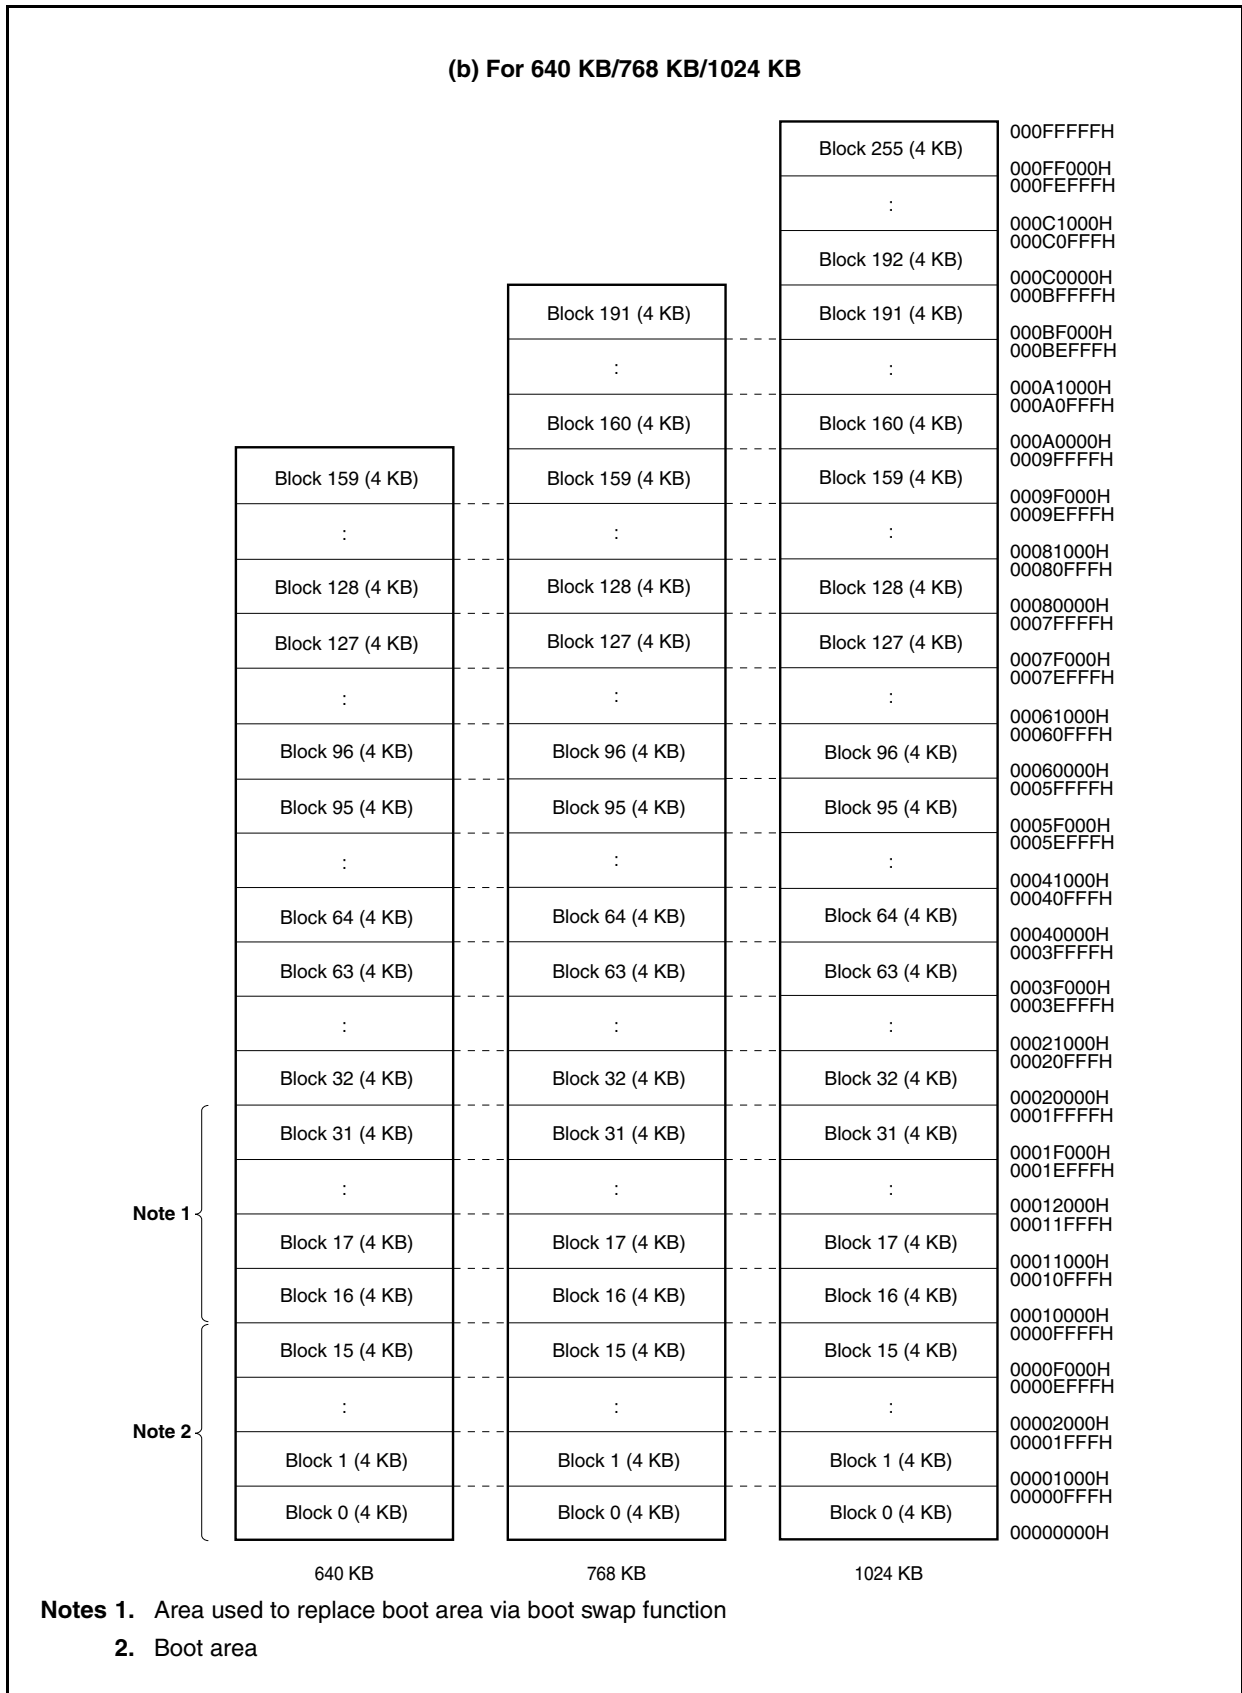 (b) For 640 KB/768 KB/1024 KB
000FFFFFH
Block 255 (4 KB)
000FF000H
000FEFFFH
:
000C1000H
000C0FFFH
Block 192 (4 KB)
000C0000H
000BFFFFH
Block 191 (4 KB) Block 191 (4 KB)
000BF000H
000BEFFFH
: :
000A1000H
000A0FFFH
Block 160 (4 KB) Block 160 (4 KB)
000A0000H
0009FFFFH
Block 159 (4 KB) Block 159 (4 KB) Block 159 (4 KB)
0009F000H
0009EFFFH
: : :
00081000H
00080FFFH
Block 128 (4 KB) Block 128 (4 KB) Block 128 (4 KB)
00080000H
0007FFFFH
Block 127 (4 KB) Block 127 (4 KB) Block 127 (4 KB)
0007F000H
0007EFFFH
: : :
00061000H
00060FFFH
Block 96 (4 KB) Block 96 (4 KB) Block 96 (4 KB)
00060000H
0005FFFFH
Block 95 (4 KB) Block 95 (4 KB) Block 95 (4 KB)
0005F000H
0005EFFFH
: : :
00041000H
00040FFFH
Block 64 (4 KB) Block 64 (4 KB) Block 64 (4 KB)
00040000H
0003FFFFH
Block 63 (4 KB) Block 63 (4 KB) Block 63 (4 KB)
0003F000H
0003EFFFH
: : :
00021000H
00020FFFH
Block 32 (4 KB) Block 32 (4 KB) Block 32 (4 KB)
00020000H
0001FFFFH
Block 31 (4 KB) Block 31 (4 KB) Block 31 (4 KB)
0001F000H
0001EFFFH
: : :
00012000H
Note 1
00011FFFH
Block 17 (4 KB) Block 17 (4 KB) Block 17 (4 KB)
00011000H
00010FFFH
Block 16 (4 KB) Block 16 (4 KB) Block 16 (4 KB)
00010000H
0000FFFFH
Block 15 (4 KB) Block 15 (4 KB) Block 15 (4 KB)
0000F000H
0000EFFFH
: : :
00002000H
Note 2
00001FFFH
Block 1 (4 KB) Block 1 (4 KB) Block 1 (4 KB)
00001000H
00000FFFH
Block 0 (4 KB) Block 0 (4 KB) Block 0 (4 KB)
00000000H
640 KB 768 KB 1024 KB
Notes 1. Area used to replace boot area via boot swap function
2. Boot area